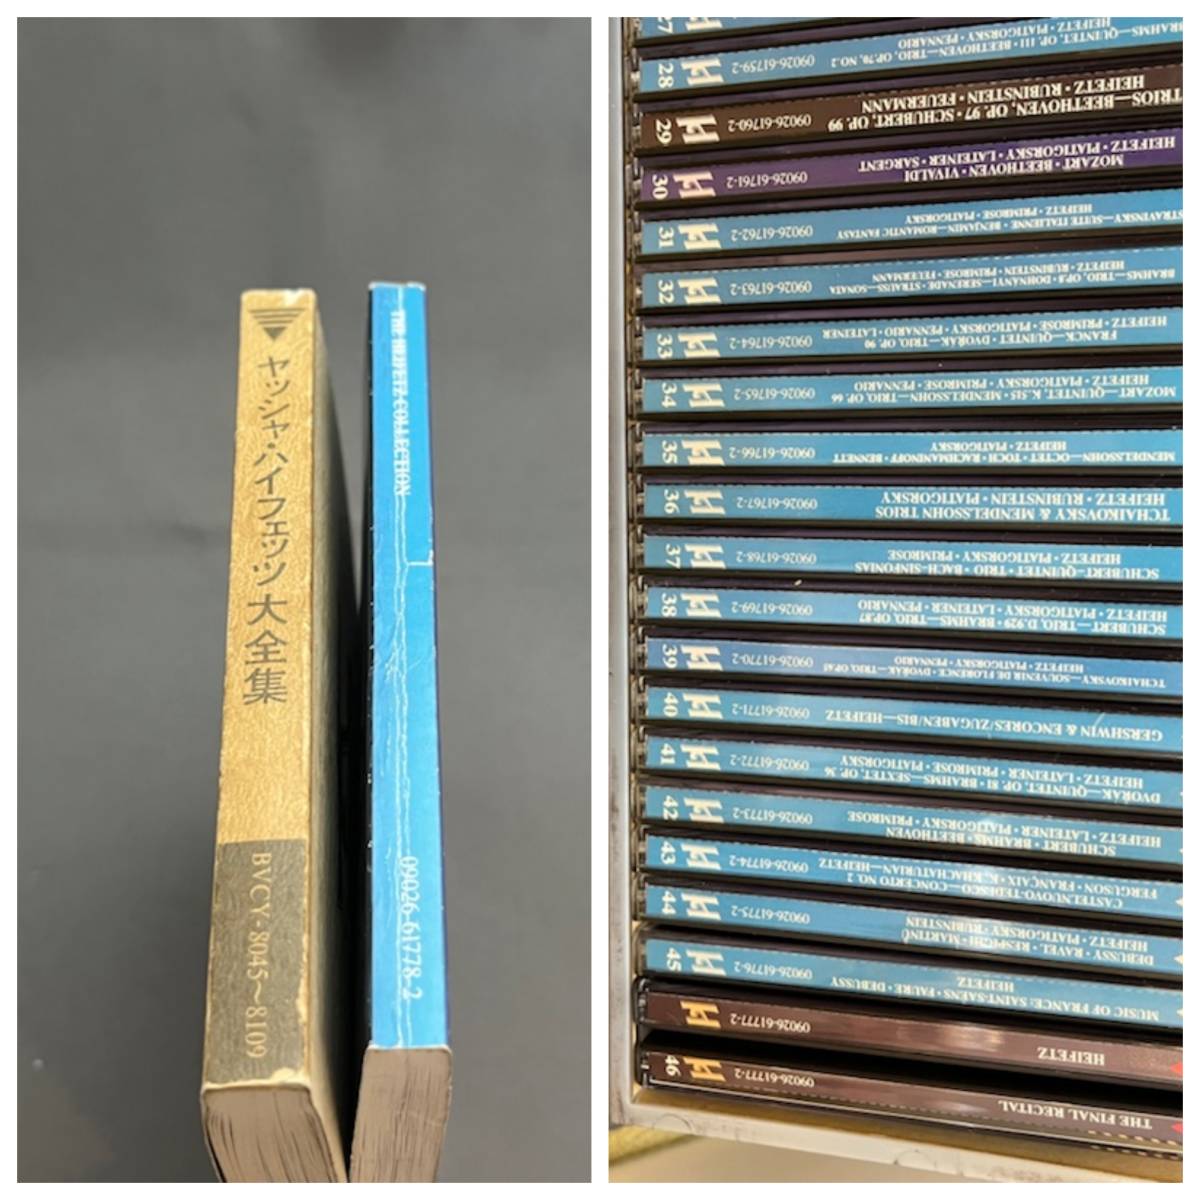 ヤッシャ・ハイフェッツ大全集
BVCY・8045～8109
THE HEIFETZ COLLECTION
09026-61778-2
27
BRAHMS—QUINTET, OP. 111 • BEETHOVEN—TRIO, OP.70, NO.2
HEIFETZ • PIATIGORSKY • PENNARIO
09026-61759-2
28
TRIOS—BEETHOVEN, OP. 97 • SCHUBERT, OP. 99
HEIFETZ • RUBINSTEIN • FEUERMANN
09026-61760-2
29
MOZART • BEETHOVEN • VIVALDI
HEIFETZ • PIATIGORSKY • LATEINER • SARGENT
09026-61761-2
30
STRAVINSKY—SUITE ITALIENNE • BENJAMIN—ROMANTIC FANTASY
HEIFETZ • PRIMROSE • PIATIGORSKY
09026-61762-2
31
BRAHMS—TRIO, OP.8 • DOHNÁNYI—SERENADE • STRAUSS—SONATA
HEIFETZ • RUBINSTEIN • PRIMROSE • FEUERMANN
09026-61763-2
32
FRANCK—QUINTET • DVOŘÁK—TRIO, OP. 90
HEIFETZ • PRIMROSE • PIATIGORSKY • PENNARIO • LATEINER
09026-61764-2
33
MOZART—QUINTET, K.515 • MENDELSSOHN—TRIO, OP. 66
HEIFETZ • PIATIGORSKY • PRIMROSE • PENNARIO
09026-61765-2
34
MENDELSSOHN—OCTET • TOCH • RACHMANINOFF • BENNETT
HEIFETZ • PIATIGORSKY
09026-61766-2
35
TCHAIKOVSKY & MENDELSSOHN TRIOS
HEIFETZ • RUBINSTEIN • PIATIGORSKY
09026-61767-2
36
SCHUBERT—QUINTET • TRIO • BACH—SINFONIAS
HEIFETZ • PIATIGORSKY • PRIMROSE
09026-61768-2
37
SCHUBERT—TRIO, D.929 • BRAHMS—TRIO, OP.87
HEIFETZ • PIATIGORSKY • LATEINER • PENNARIO
09026-61769-2
38
TCHAIKOVSKY—SOUVENIR DE FLORENCE • DVOŘÁK—TRIO, OP.65
HEIFETZ • PIATIGORSKY • PENNARIO
09026-61770-2
39
GERSHWIN & ENCORES/ZUGABEN/BIS—HEIFETZ
09026-61771-2
40
DVOŘÁK—QUINTET, OP. 81 • BRAHMS—SEXTET, OP. 36
HEIFETZ • LATEINER • PRIMROSE • PIATIGORSKY
09026-61772-2
41
SCHUBERT • BRAHMS • BEETHOVEN
HEIFETZ • LATEINER • PIATIGORSKY • PRIMROSE
09026-61773-2
42
CASTELNUOVO-TEDESCO—CONCERTO NO. 2
FERGUSON • FRANÇAIX • K. KHACHATURIAN—HEIFETZ
09026-61774-2
43
DEBUSSY • RAVEL • RESPIGHI • MARTINŮ
HEIFETZ • PIATIGORSKY • RUBINSTEIN
09026-61775-2
44
MUSIC OF FRANCE: SAINT-SAËNS • FAURÉ • DEBUSSY
HEIFETZ
09026-61776-2
45
HEIFETZ
09026-61777-2
THE FINAL RECITAL
09026-61777-2
46